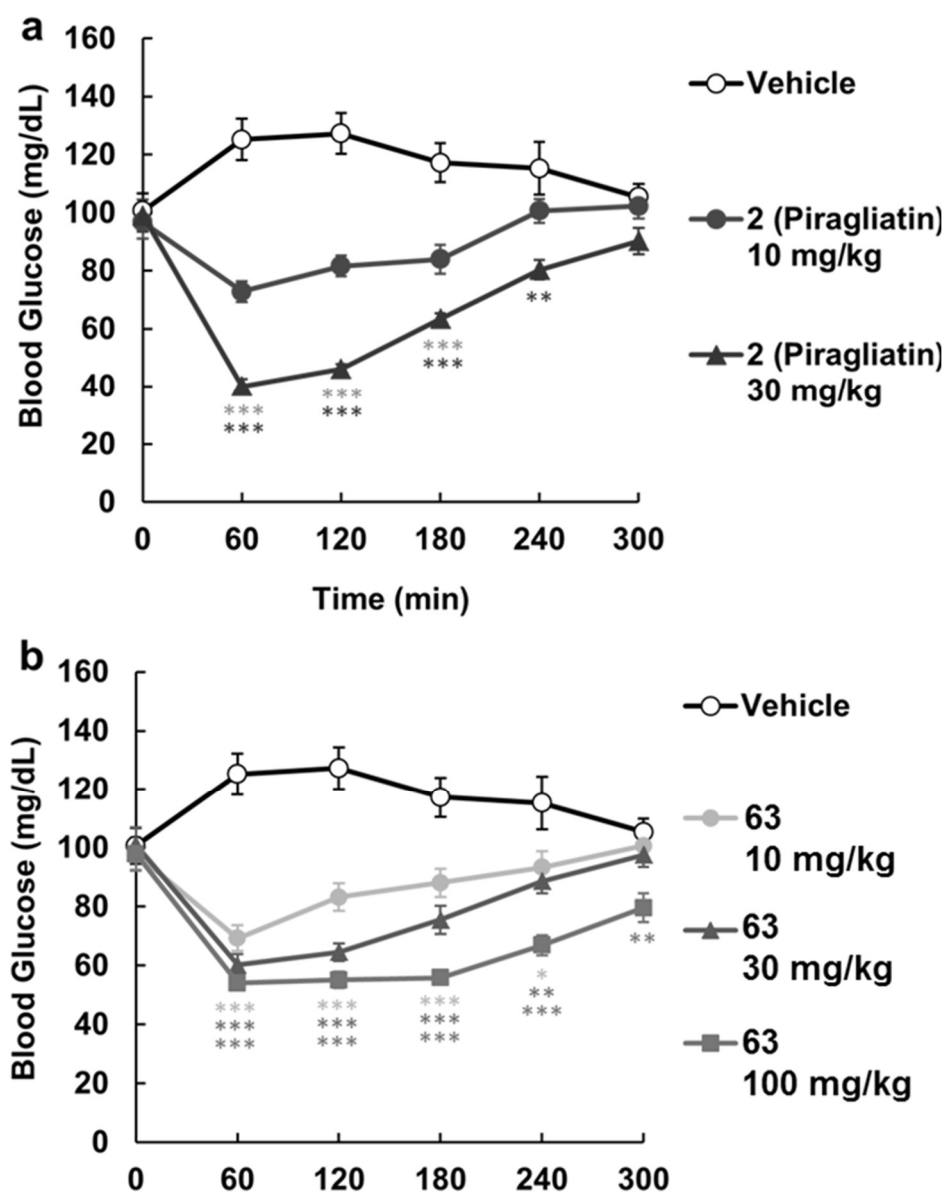 a
Blood Glucose (mg/dL)
160
140
120
100
80
60
40
20
0
0 60 120 180 240 300
Time (min)
***
***
***
***
***
***
**
Vehicle
2 (Piragliatin)
10 mg/kg
2 (Piragliatin)
30 mg/kg
b
Blood Glucose (mg/dL)
160
140
120
100
80
60
40
20
0
0 60 120 180 240 300
***
***
***
***
***
***
***
***
***
*
**
***
**
Vehicle
63
10 mg/kg
63
30 mg/kg
63
100 mg/kg